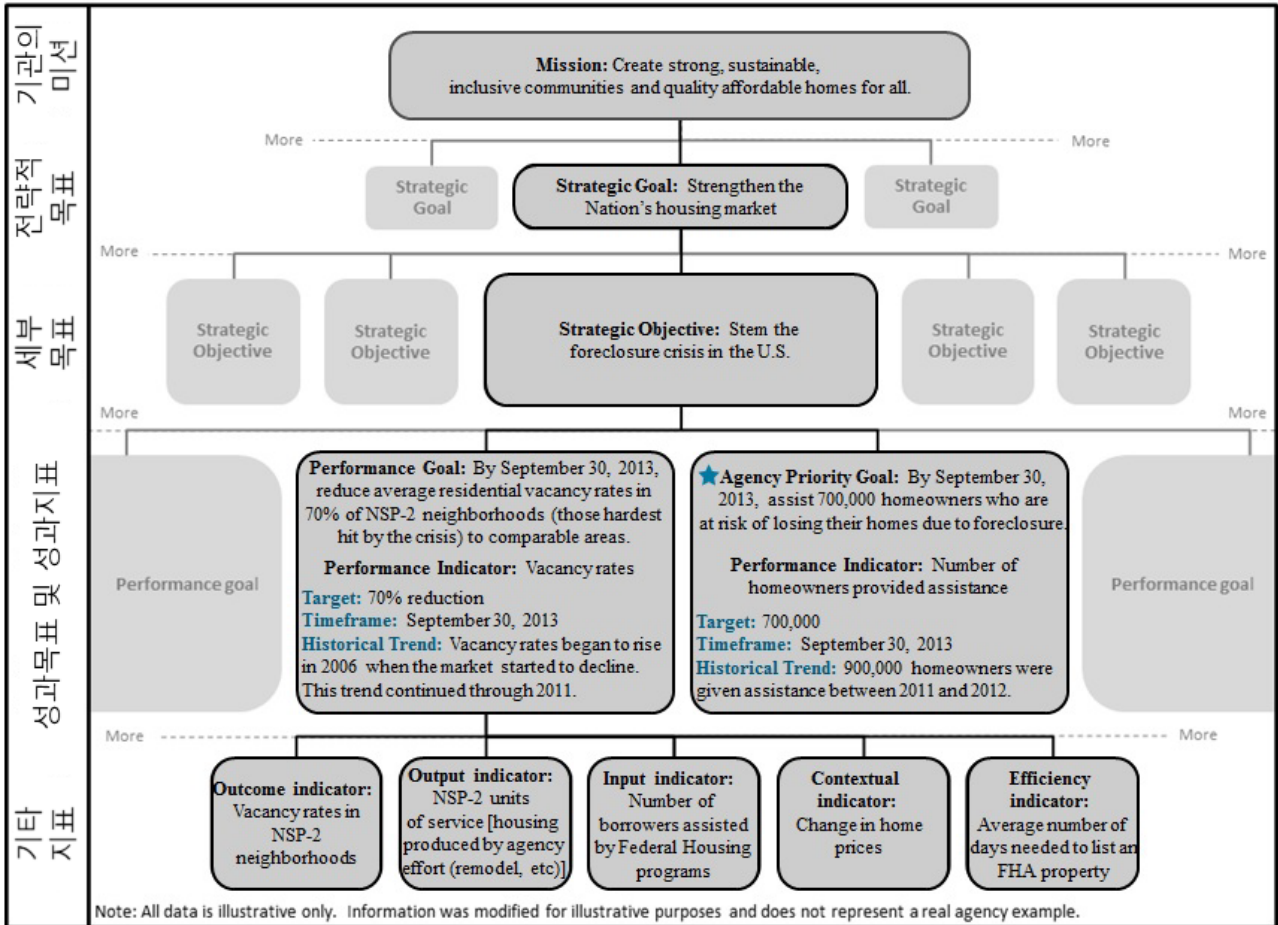 기관의
미션
Mission: Create strong, sustainable,
inclusive communities and quality affordable homes for all.
More
More
전략적
목표
Strategic
Goal
Strategic Goal: Strengthen the
Nation's housing market
Strategic
Goal
More
More
세부
목표
Strategic
Objective
Strategic
Objective
Strategic Objective: Stem the
foreclosure crisis in the U.S.
Strategic
Objective
Strategic
Objective
More
More
성과목표 및 성과지표
Performance goal
Performance Goal: By September 30, 2013,
reduce average residential vacancy rates in
70% of NSP-2 neighborhoods (those hardest
hit by the crisis) to comparable areas.
Performance Indicator: Vacancy rates
Target: 70% reduction
Timeframe: September 30, 2013
Historical Trend: Vacancy rates began to rise
in 2006 when the market started to decline.
This trend continued through 2011.
Agency Priority Goal: By September 30,
2013, assist 700,000 homeowners who are
at risk of losing their homes due to foreclosure.
Performance Indicator: Number of
homeowners provided assistance
Target: 700,000
Timeframe: September 30, 2013
Historical Trend: 900,000 homeowners were
given assistance between 2011 and 2012.
Performance goal
More
More
기타
지표
Outcome indicator:
Vacancy rates in
NSP-2
neighborhoods
Output indicator:
NSP-2 units
of service [housing
produced by agency
effort (remodel, etc)]
Input indicator:
Number of
borrowers assisted
by Federal Housing
programs
Contextual
indicator:
Change in home
prices
Efficiency
indicator:
Average number of
days needed to list an
FHA property
Note: All data is illustrative only. Information was modified for illustrative purposes and does not represent a real agency example.